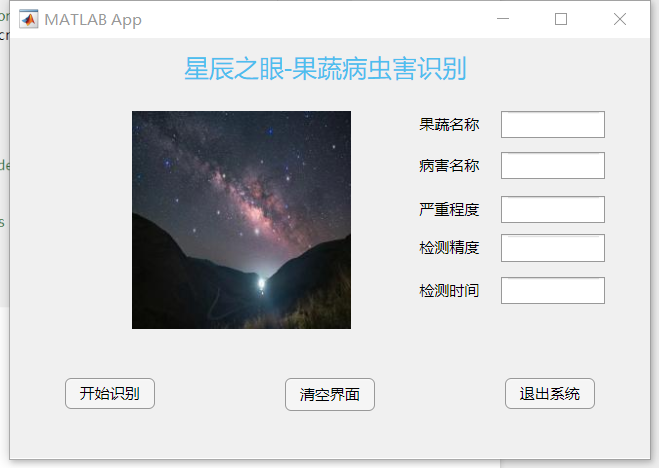 MATLAB App
星辰之眼-果蔬病虫害识别
果蔬名称
病害名称
严重程度
检测精度
检测时间
开始识别
清空界面
退出系统